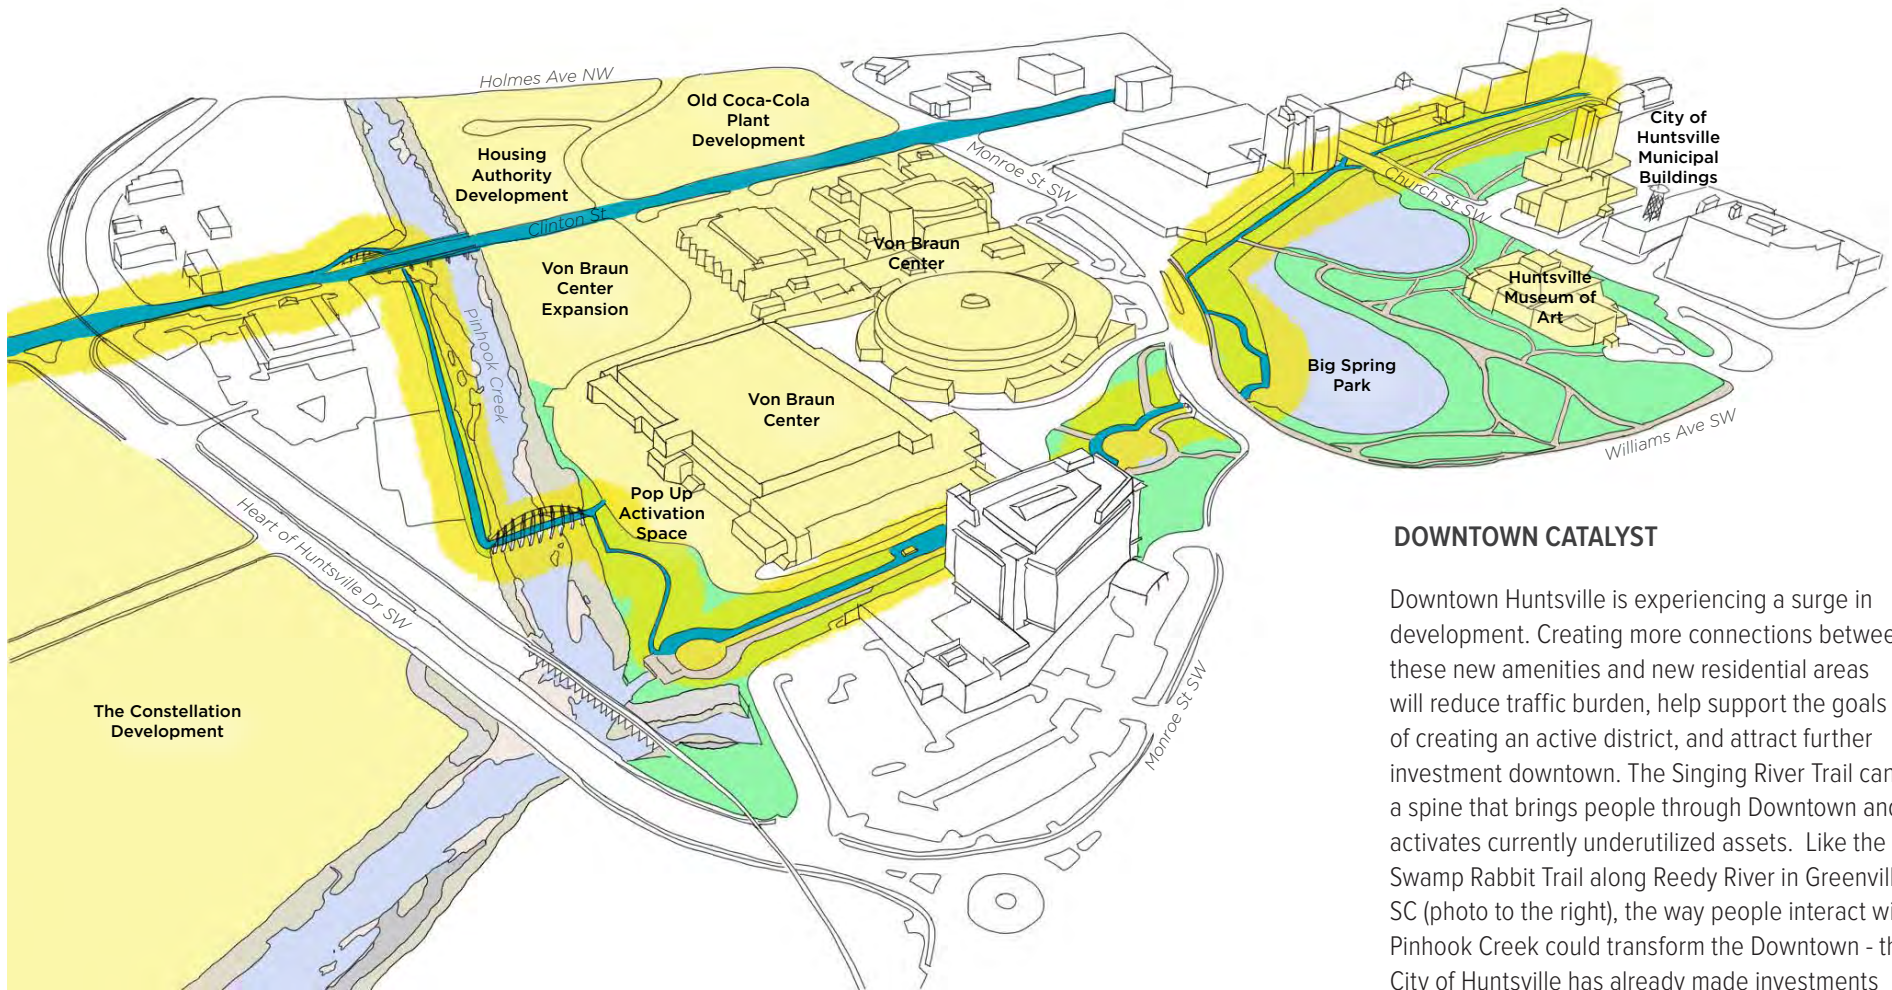 Holmes Ave NW
Old Coca-Cola
Plant
Development
Housing
Authority
Development
Monroe St SW
City of
Huntsville
Municipal
Buildings
Church St SW
Clinton St
Von Braun
Center
Von Braun
Center
Expansion
Huntsville
Museum of
Art
Pinhook Creek
Big Spring
Park
Von Braun
Center
Williams Ave SW
Pop Up
Activation
Space
Heart of Huntsville Dr SW
Monroe St SW
The Constellation
Development
DOWNTOWN CATALYST
Downtown Huntsville is experiencing a surge in
development. Creating more connections betwee
these new amenities and new residential areas
will reduce traffic burden, help support the goals
of creating an active district, and attract further
investment downtown. The Singing River Trail can
a spine that brings people through Downtown and
activates currently underutilized assets. Like the
Swamp Rabbit Trail along Reedy River in Greenvill
SC (photo to the right), the way people interact wi
Pinhook Creek could transform the Downtown - th
City of Huntsville has already made investments